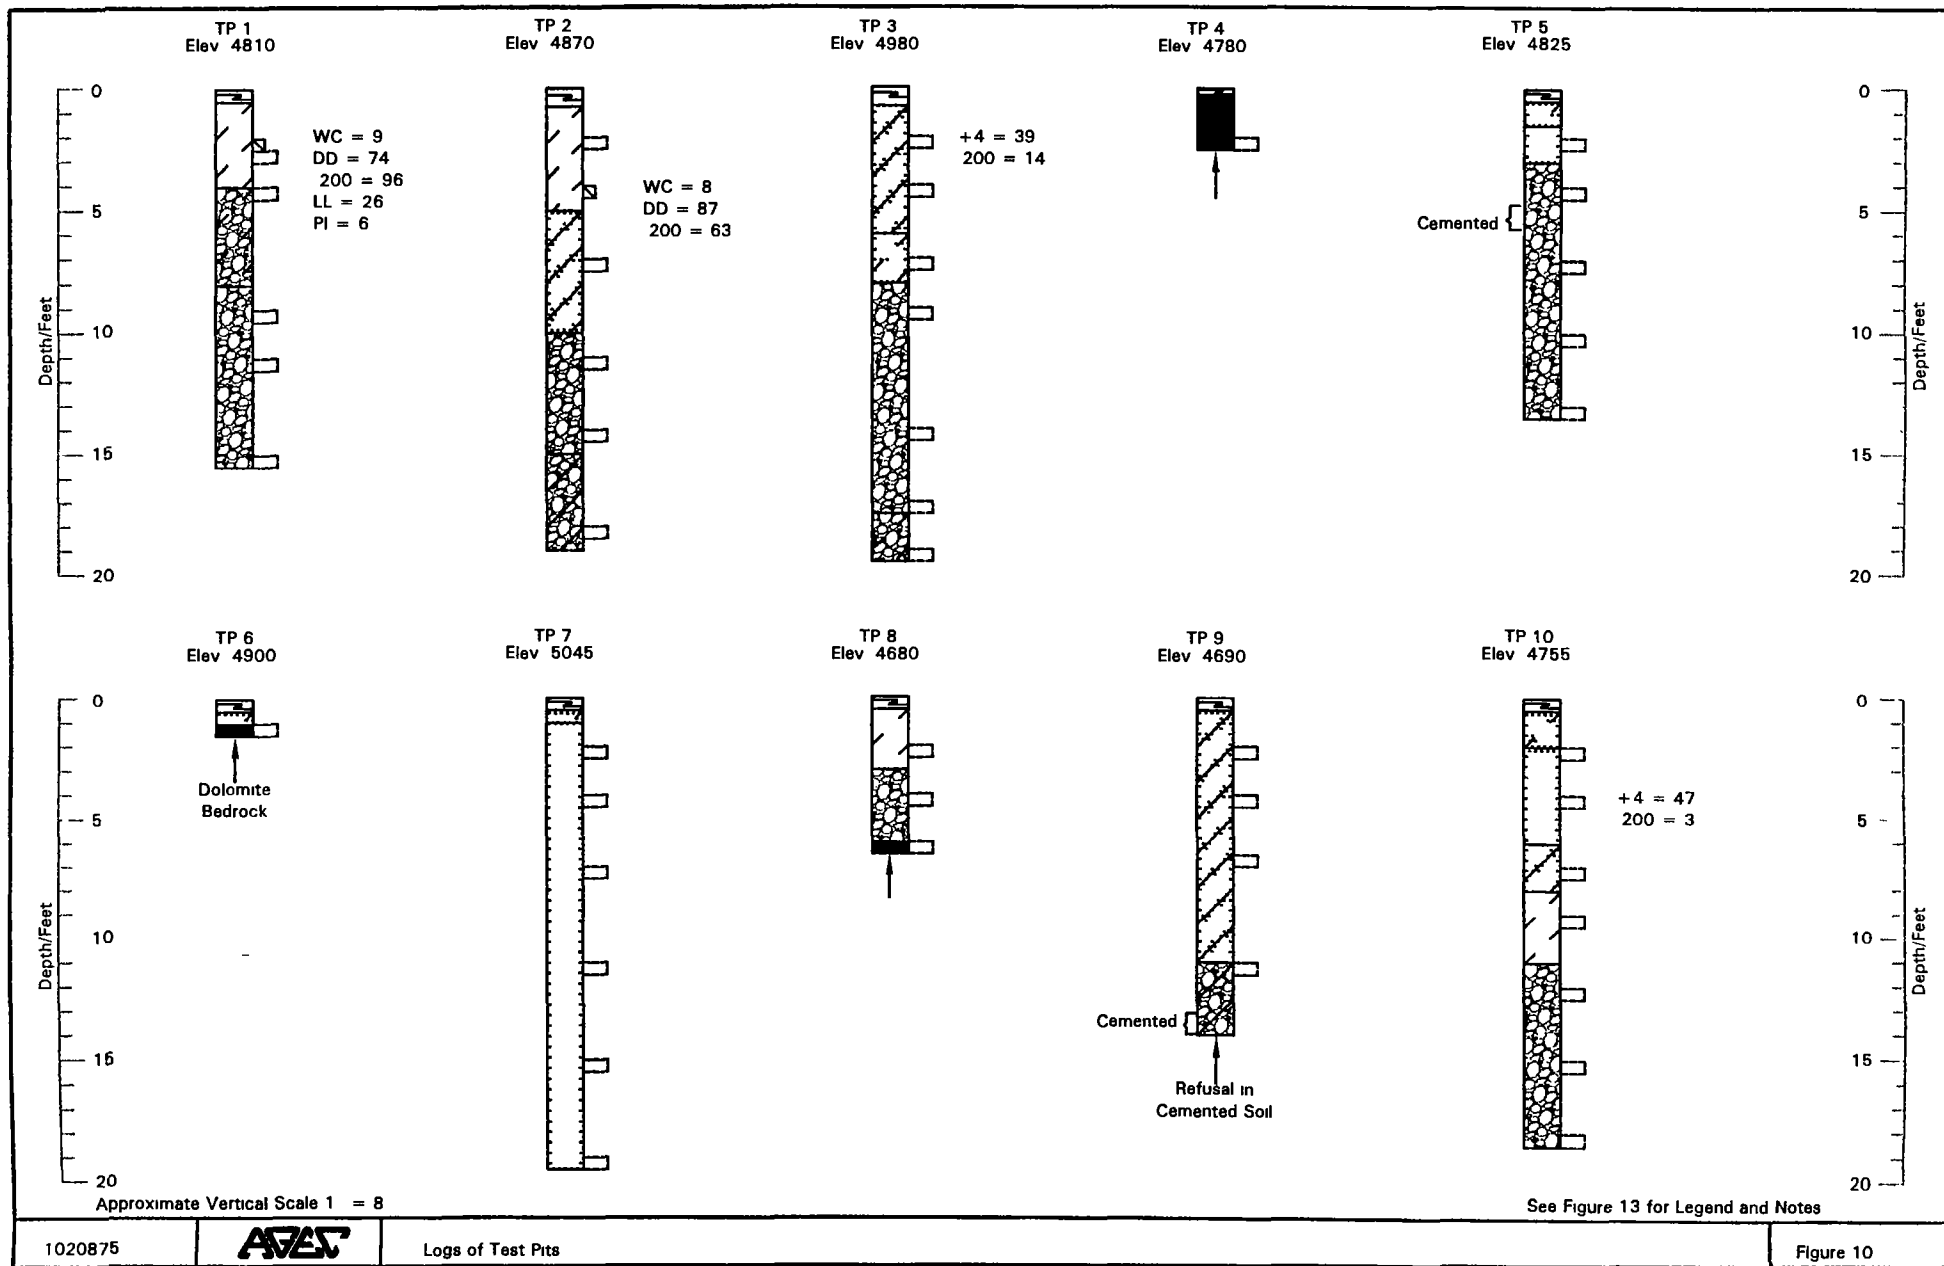 TP 1
Elev 4810
TP 2
Elev 4870
TP 3
Elev 4980
TP 4
Elev 4780
TP 5
Elev 4825
0
5
10
15
20
Depth/Feet
WC = 9
DD = 74
200 = 96
LL = 26
PI = 6
WC = 8
DD = 87
200 = 63
+4 = 39
200 = 14
Cemented
0
5
10
15
20
Depth/Feet
TP 6
Elev 4900
TP 7
Elev 5045
TP 8
Elev 4680
TP 9
Elev 4690
TP 10
Elev 4755
0
5
10
15
20
Depth/Feet
Dolomite
Bedrock
Cemented
Refusal in
Cemented Soil
+4 = 47
200 = 3
0
5
10
15
20
Depth/Feet
Approximate Vertical Scale 1 = 8
See Figure 13 for Legend and Notes
1020875
AGEC
Logs of Test Pits
Figure 10